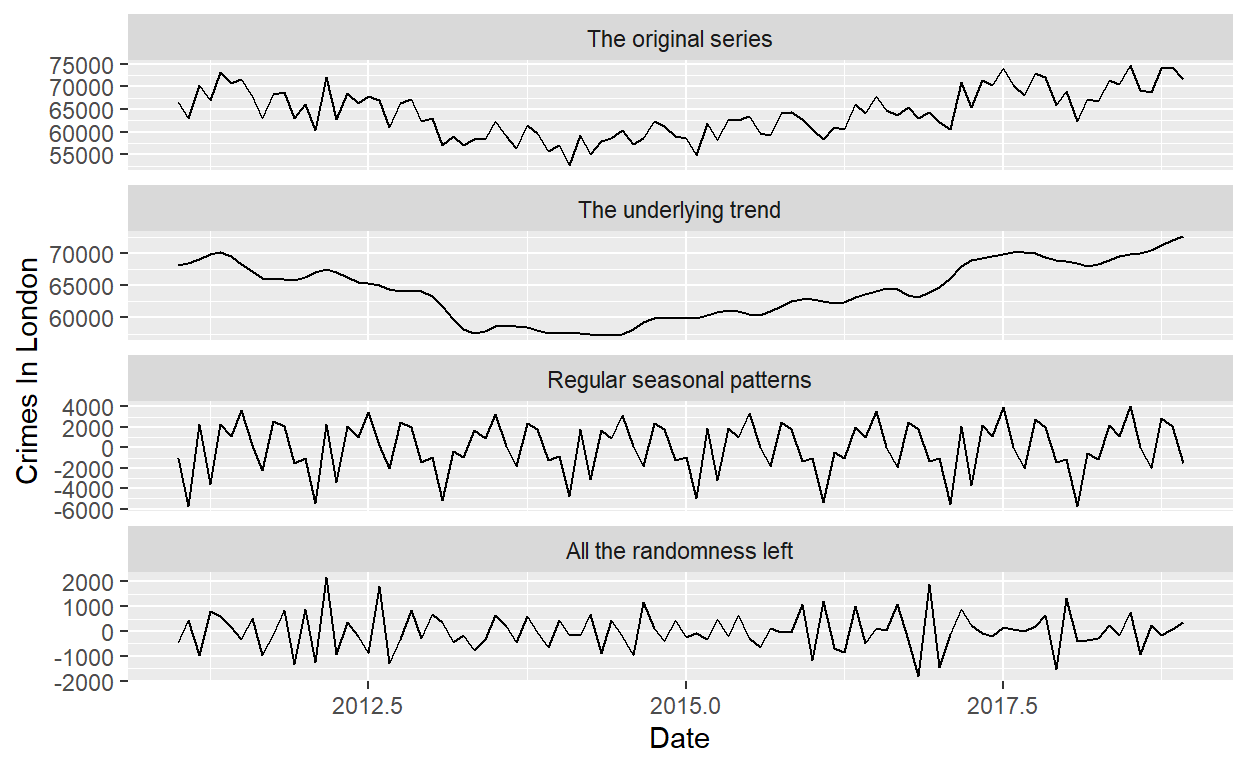 The original series
75000
70000
65000
60000
55000
The underlying trend
70000
65000
60000
Crimes In London
Regular seasonal patterns
4000
2000
0
-2000
-4000
-6000
All the randomness left
2000
1000
0
-1000
-2000
2012.5 2015.0 2017.5
Date